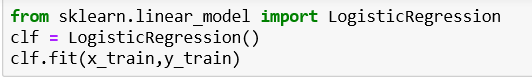 from sklearn.linear_model import LogisticRegression
clf = LogisticRegression()
clf.fit(x_train,y_train)